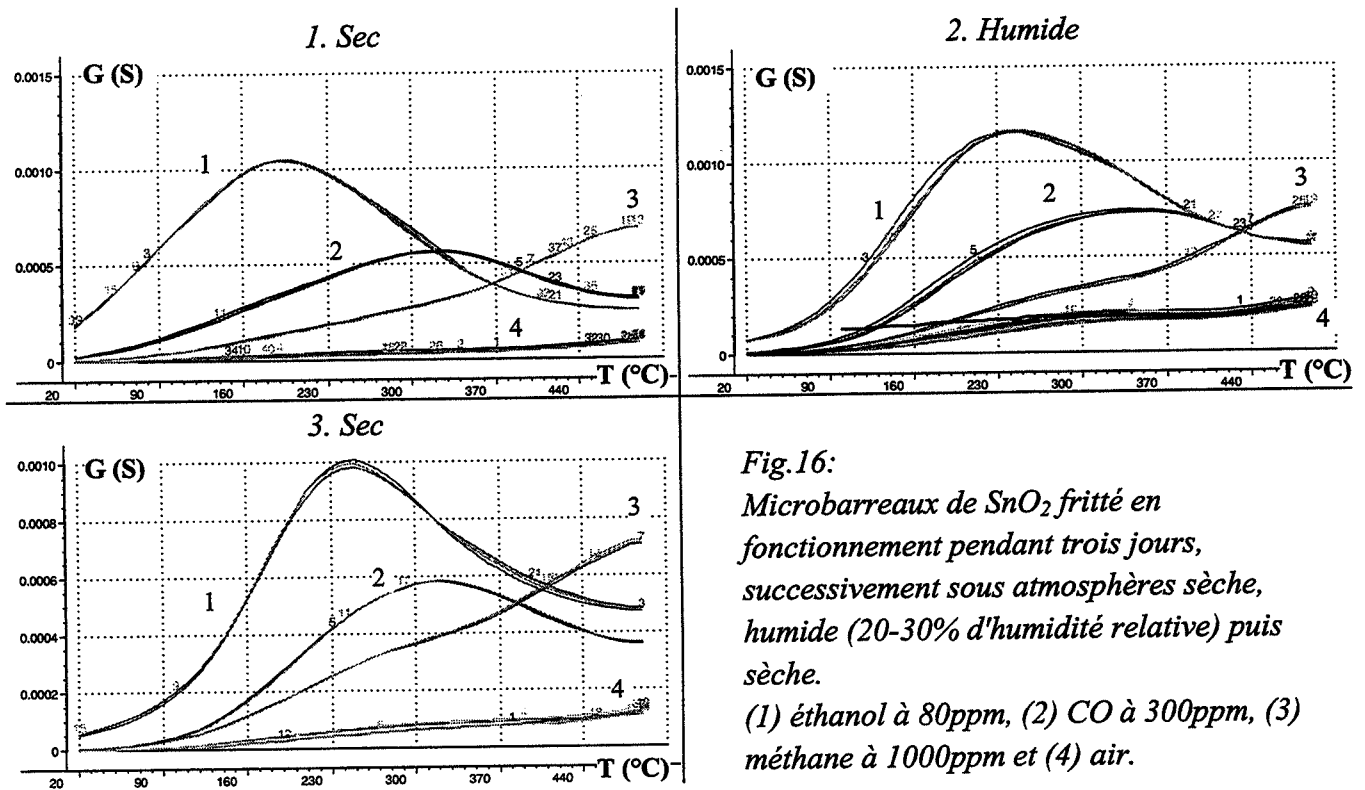 1. Sec
G (S)
0.0015
0.0010
0.0005
0
1
2
3
4
T (°C)
20 90 160 230 300 370 440
2. Humide
G (S)
0.0015
0.0010
0.0005
0
1
2
3
4
T (°C)
20 90 160 230 300 370 440
3. Sec
G (S)
0.0010
0.0008
0.0006
0.0004
0.0002
0
1
2
3
4
T (°C)
20 90 160 230 300 370 440
Fig.16:
Microbarreaux de SnO2 fritté en
fonctionnement pendant trois jours,
successivement sous atmosphères sèche,
humide (20-30% d'humidité relative) puis
sèche.
(1) éthanol à 80ppm, (2) CO à 300ppm, (3)
méthane à 1000ppm et (4) air.